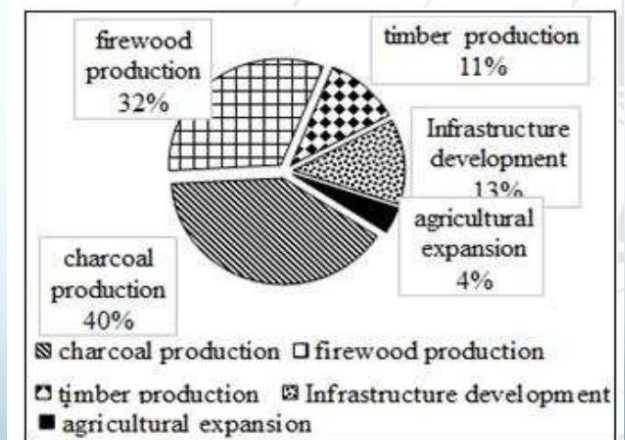 firewood
production
32%
timber production
11%
Infrastructure
development
13%
agricultural
expansion
4%
charcoal
production
40%
charcoal production firewood production
timber production Infrastructure development
agricultural expansion